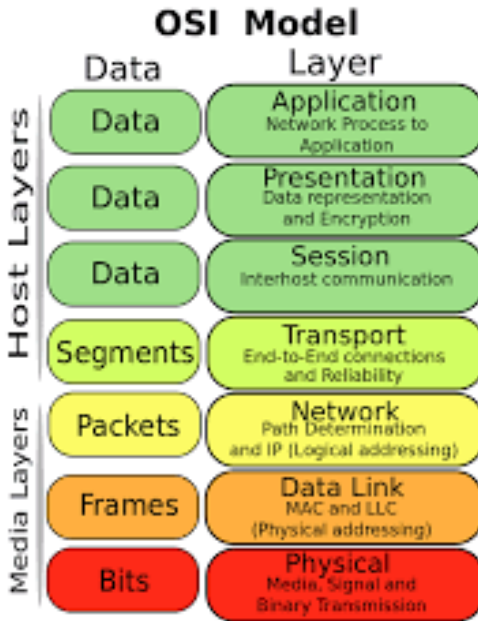 OSI Model
Data
Layer
Host Layers
Data
Application
Network Process to
Application
Data
Presentation
Data representation
and Encryption
Data
Session
Interhost communication
Segments
Transport
End-to-End connections
and Reliability
Media Layers
Packets
Network
Path Determination
and IP (Logical addressing)
Frames
Data Link
MAC and LLC
(Physical addressing)
Bits
Physical
Media, Signal and
Binary Transmission